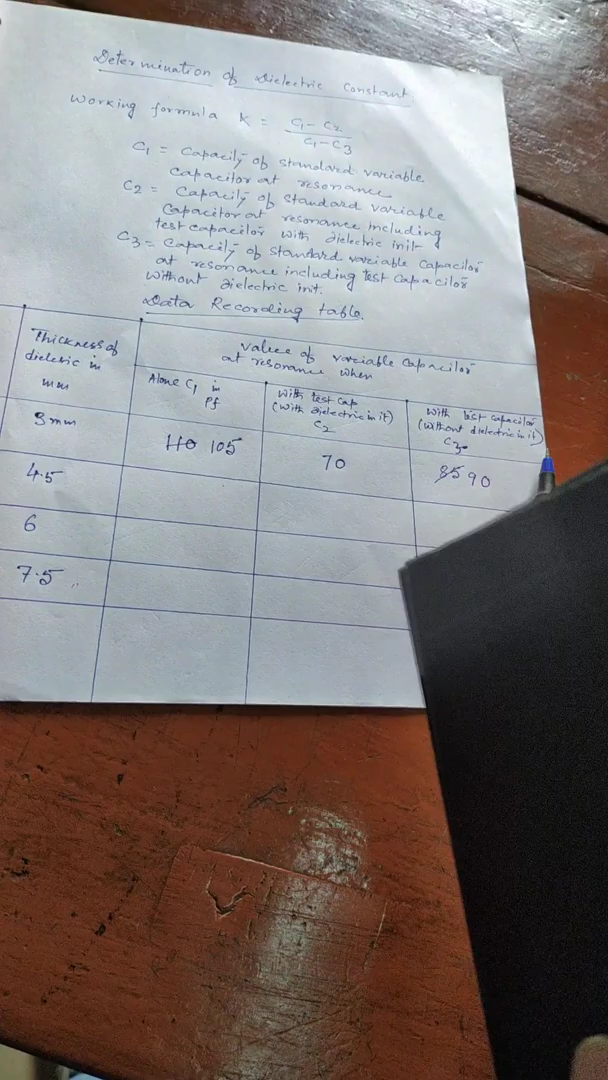 Determination of Dielectric Constant
Working formula K = C1 - C2 / C1 - C3
C1 = Capacity of standard variable
capacitor at resonance
C2 = Capacity of standard variable
capacitor at resonance including
test capacitor with dielectric init
C3 = Capacity of standard variable capacitor
at resonance including test capacitor
without dielectric int.
Data Recording table.
Thickness of
dieletric in
mm
value of variable capacitor
at resonance when
Alone C1 in
Pf
with test cap
(with dielectric in it)
C2
with test capacitor
(without dielectric in it)
C3
3mm
110 105
70
85 90
4.5
6
7.5